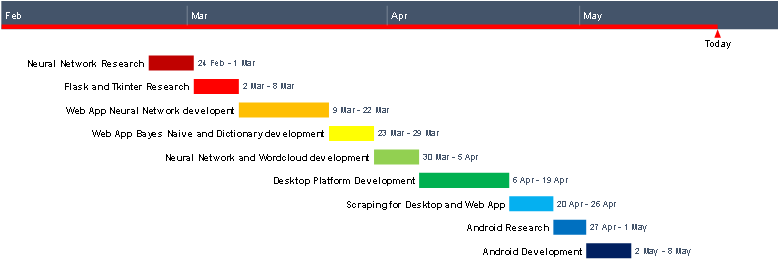 Feb Mar Apr May
Today
Neural Network Research 24 Feb - 1 Mar
Flask and Tkinter Research 2 Mar - 8 Mar
Web App Neural Network developent 9 Mar - 22 Mar
Web App Bayes Naive and Dictionary development 23 Mar - 29 Mar
Neural Network and Wordcloud development 30 Mar - 5 Apr
Desktop Platform Development 6 Apr - 19 Apr
Scraping for Desktop and Web App 20 Apr - 26 Apr
Android Research 27 Apr - 1 May
Android Development 2 May - 8 May